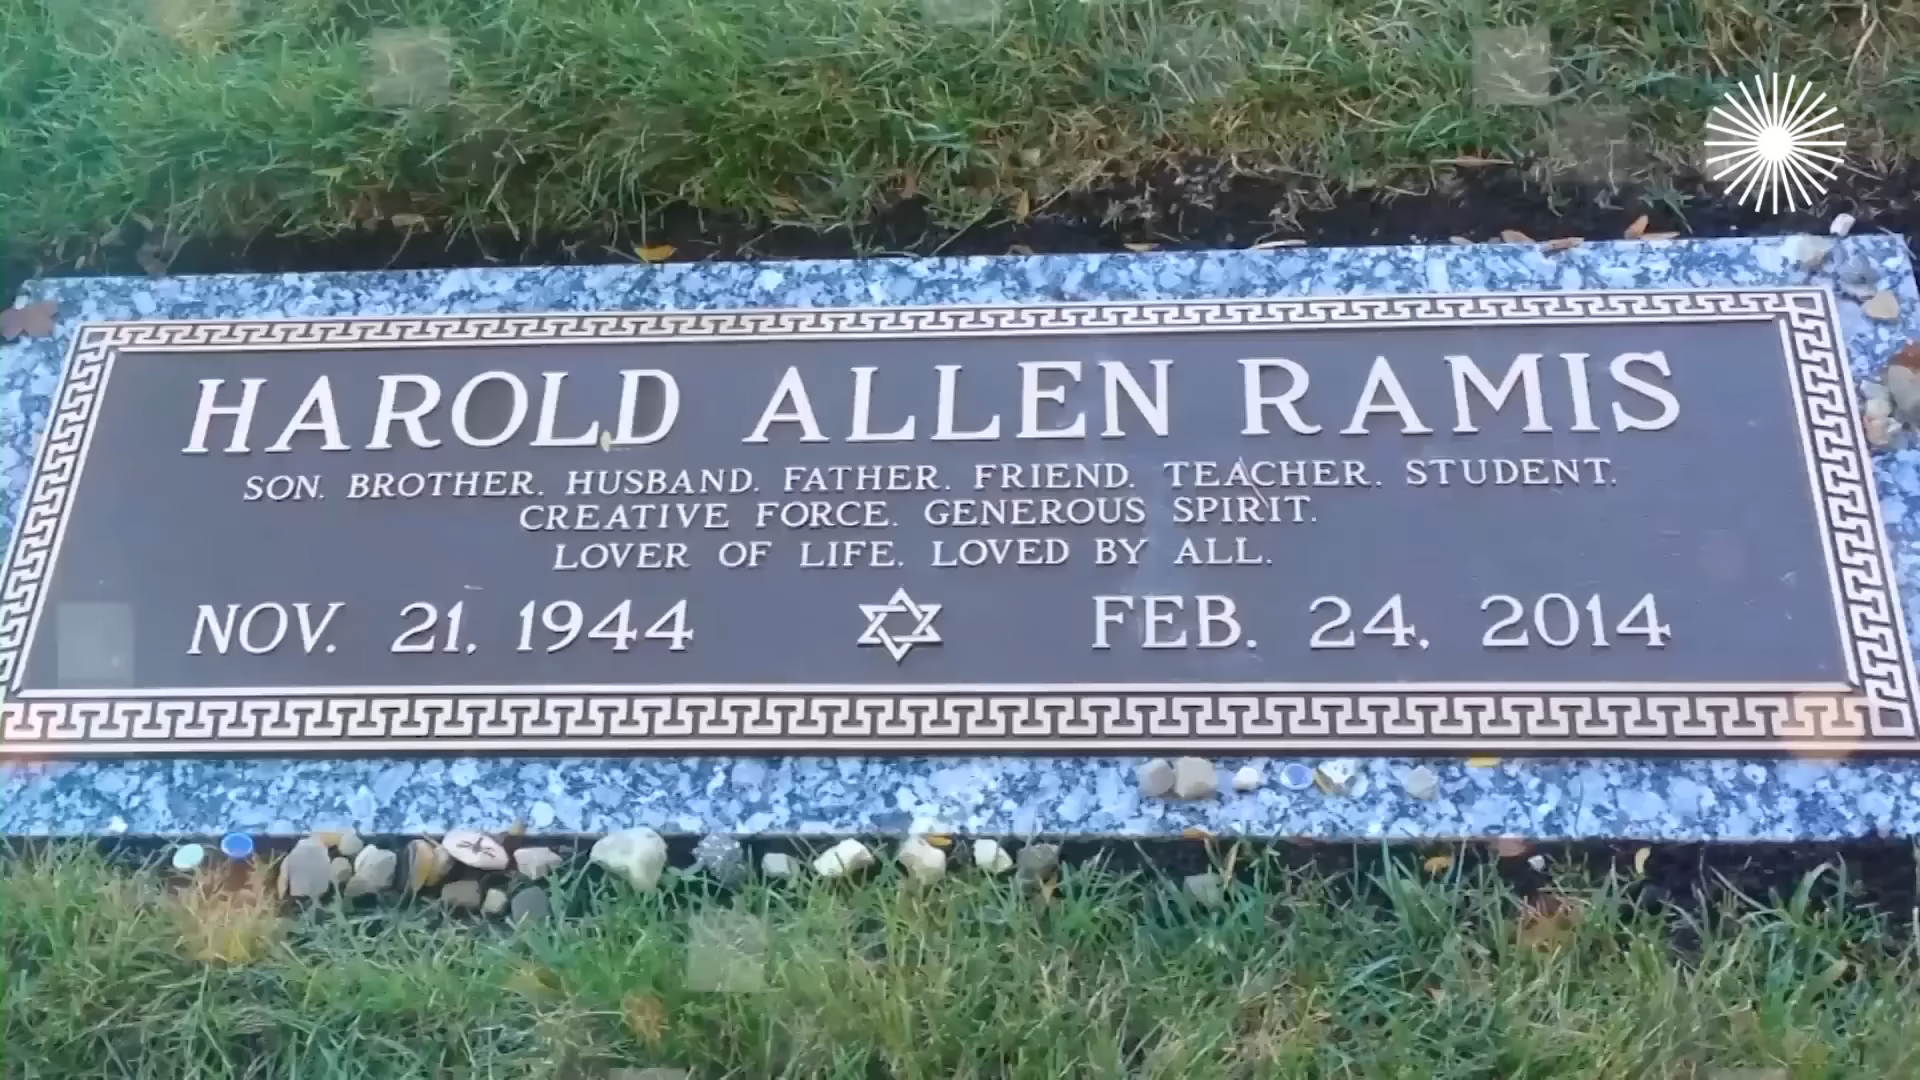 HAROLD ALLEN RAMIS
SON. BROTHER. HUSBAND. FATHER. FRIEND. TEACHER. STUDENT.
CREATIVE FORCE. GENEROUS SPIRIT.
LOVER OF LIFE. LOVED BY ALL.
NOV. 21, 1944 FEB. 24, 2014